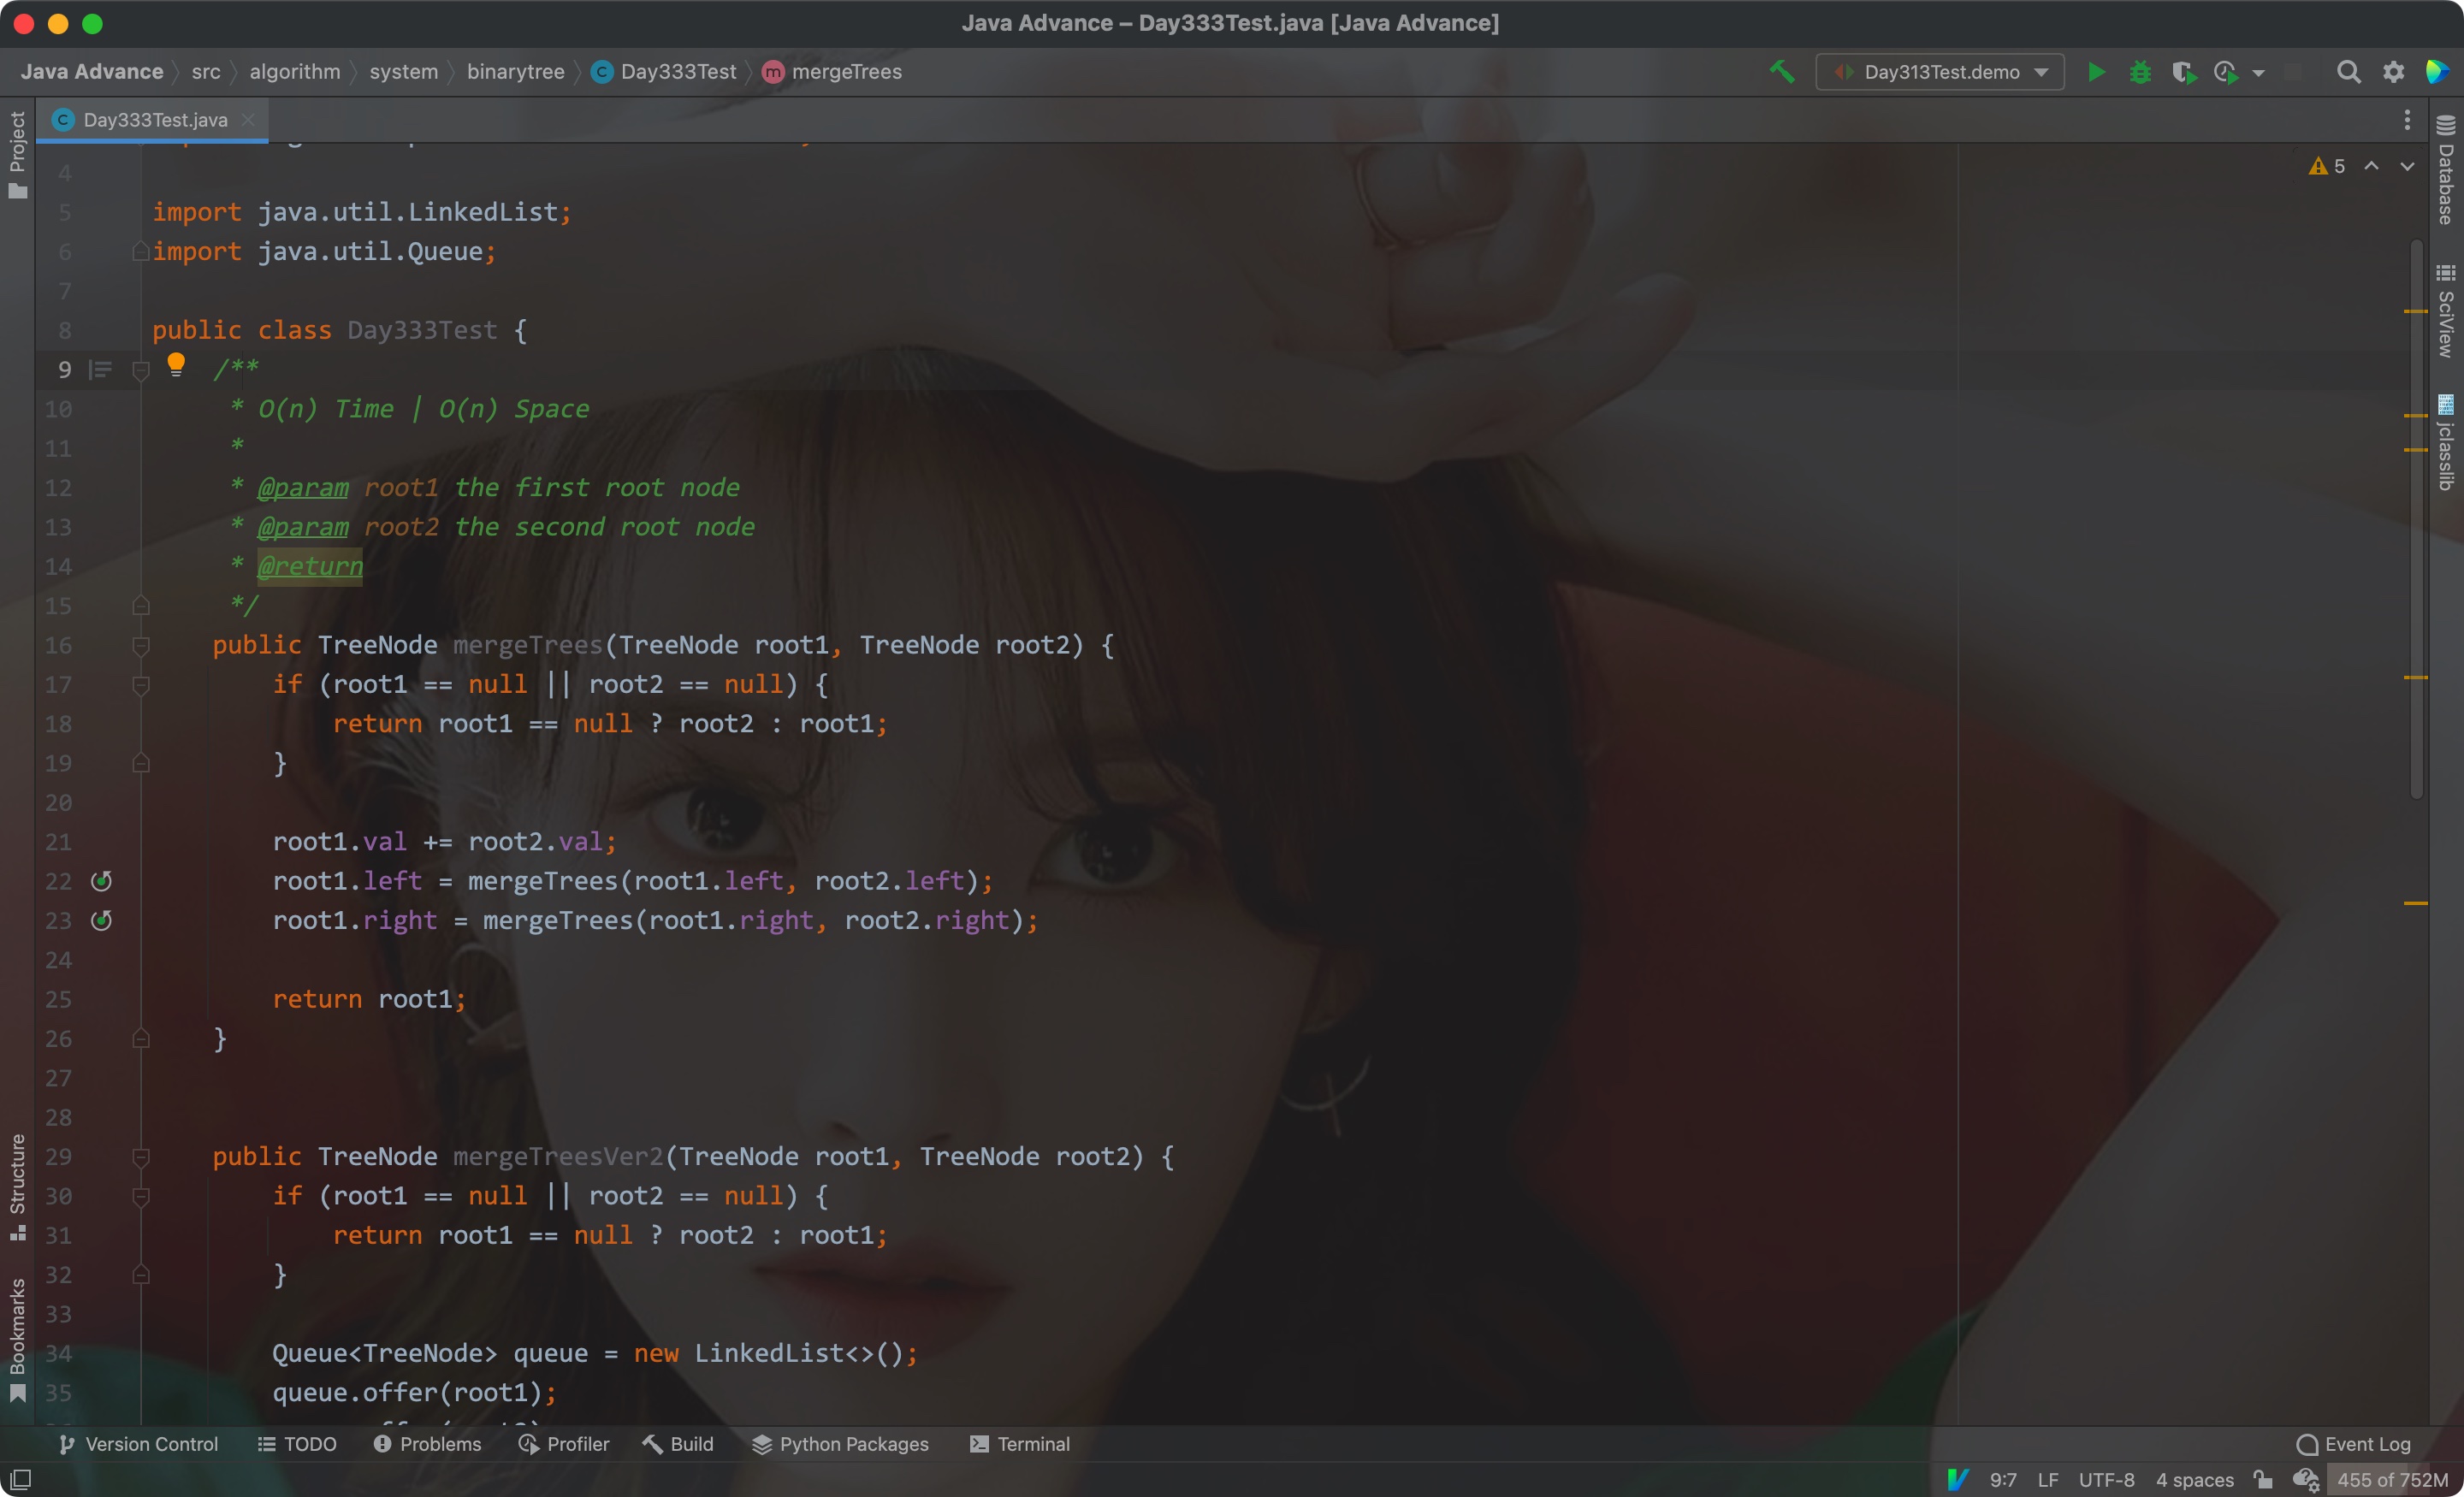 Java Advance – Day333Test.java [Java Advance]
Java Advance src algorithm system binarytree Day333Test mergeTrees
Day313Test.demo
Project
Day333Test.java
Database
SciView
jclasslib
5
4
5 import java.util.LinkedList;
6 import java.util.Queue;
7
8 public class Day333Test {
9 /**
10 * O(n) Time | O(n) Space
11 *
12 * @param root1 the first root node
13 * @param root2 the second root node
14 * @return
15 */
16 public TreeNode mergeTrees(TreeNode root1, TreeNode root2) {
17 if (root1 == null || root2 == null) {
18 return root1 == null ? root2 : root1;
19 }
20
21 root1.val += root2.val;
22 root1.left = mergeTrees(root1.left, root2.left);
23 root1.right = mergeTrees(root1.right, root2.right);
24
25 return root1;
26 }
27
28
29 public TreeNode mergeTreesVer2(TreeNode root1, TreeNode root2) {
30 if (root1 == null || root2 == null) {
31 return root1 == null ? root2 : root1;
32 }
33
34 Queue<TreeNode> queue = new LinkedList<>();
35 queue.offer(root1);
Structure
Bookmarks
Version Control TODO Problems Profiler Build Python Packages Terminal Event Log
9:7 LF UTF-8 4 spaces 455 of 752M